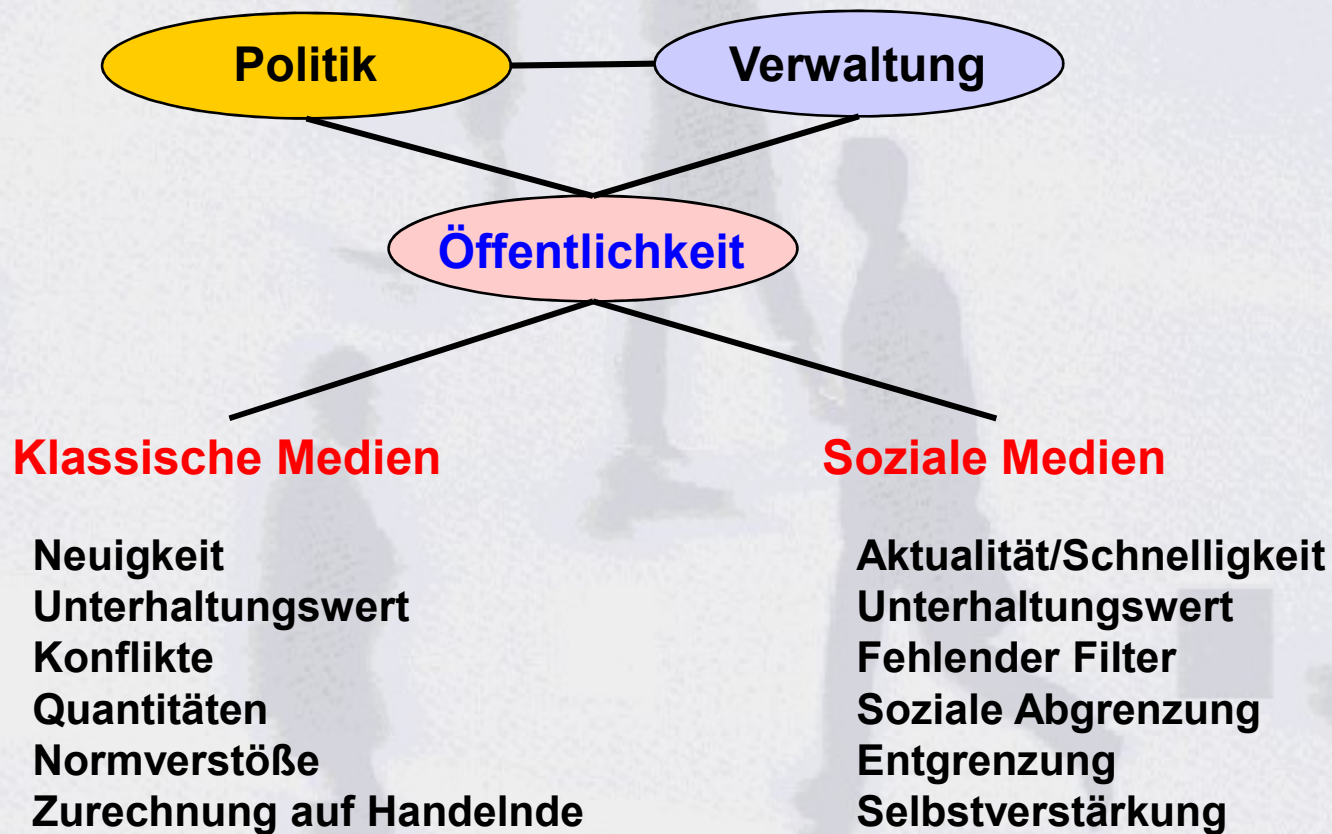 Politik
Verwaltung
Öffentlichkeit
Klassische Medien
Neuigkeit
Unterhaltungswert
Konflikte
Quantitäten
Normverstöße
Zurechnung auf Handelnde
Soziale Medien
Aktualität/Schnelligkeit
Unterhaltungswert
Fehlender Filter
Soziale Abgrenzung
Entgrenzung
Selbstverstärkung